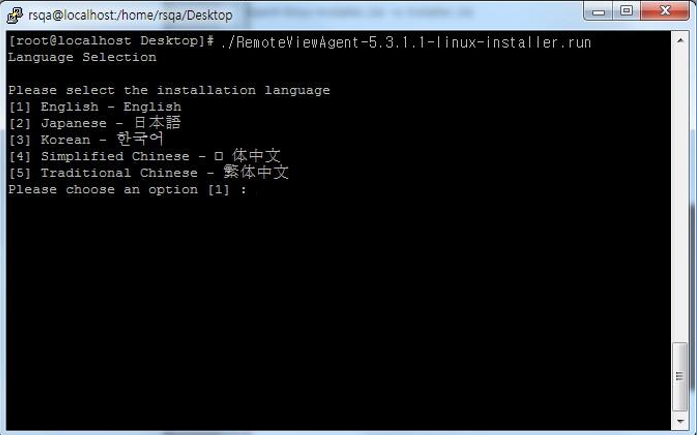 rsqa@localhost:/home/rsqa/Desktop
[root@localhost Desktop]# ./RemoteViewAgent-5.3.1.1-linux-installer.run
Language Selection
Please select the installation language
[1] English - English
[2] Japanese - 日本語
[3] Korean - 한국어
[4] Simplified Chinese - □ 体中文
[5] Traditional Chinese - 繁体中文
Please choose an option [1] :